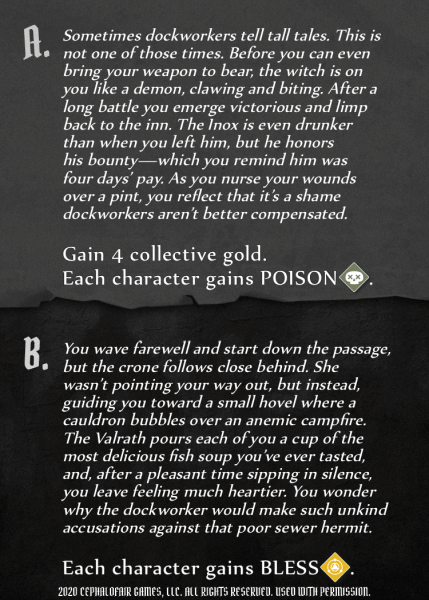 A.
Sometimes dockworkers tell tall tales. This is
not one of those times. Before you can even
bring your weapon to bear, the witch is on
you like a demon, clawing and biting. After a
long battle you emerge victorious and limp
back to the inn. The Inox is even drunker
than when you left him, but he honors
his bounty—which you remind him was
four days' pay. As you nurse your wounds
over a pint, you reflect that it's a shame
dockworkers aren't better compensated.
Gain 4 collective gold.
Each character gains POISON.
B.
You wave farewell and start down the passage,
but the crone follows close behind. She
wasn't pointing your way out, but instead,
guiding you toward a small hovel where a
cauldron bubbles over an anemic campfire.
The Valrath pours each of you a cup of the
most delicious fish soup you've ever tasted,
and, after a pleasant time sipping in silence,
you leave feeling much heartier. You wonder
why the dockworker would make such unkind
accusations against that poor sewer hermit.
Each character gains BLESS.
2020 CEPHALOFAIR GAMES, LLC. ALL RIGHTS RESERVED. USED WITH PERMISSION.